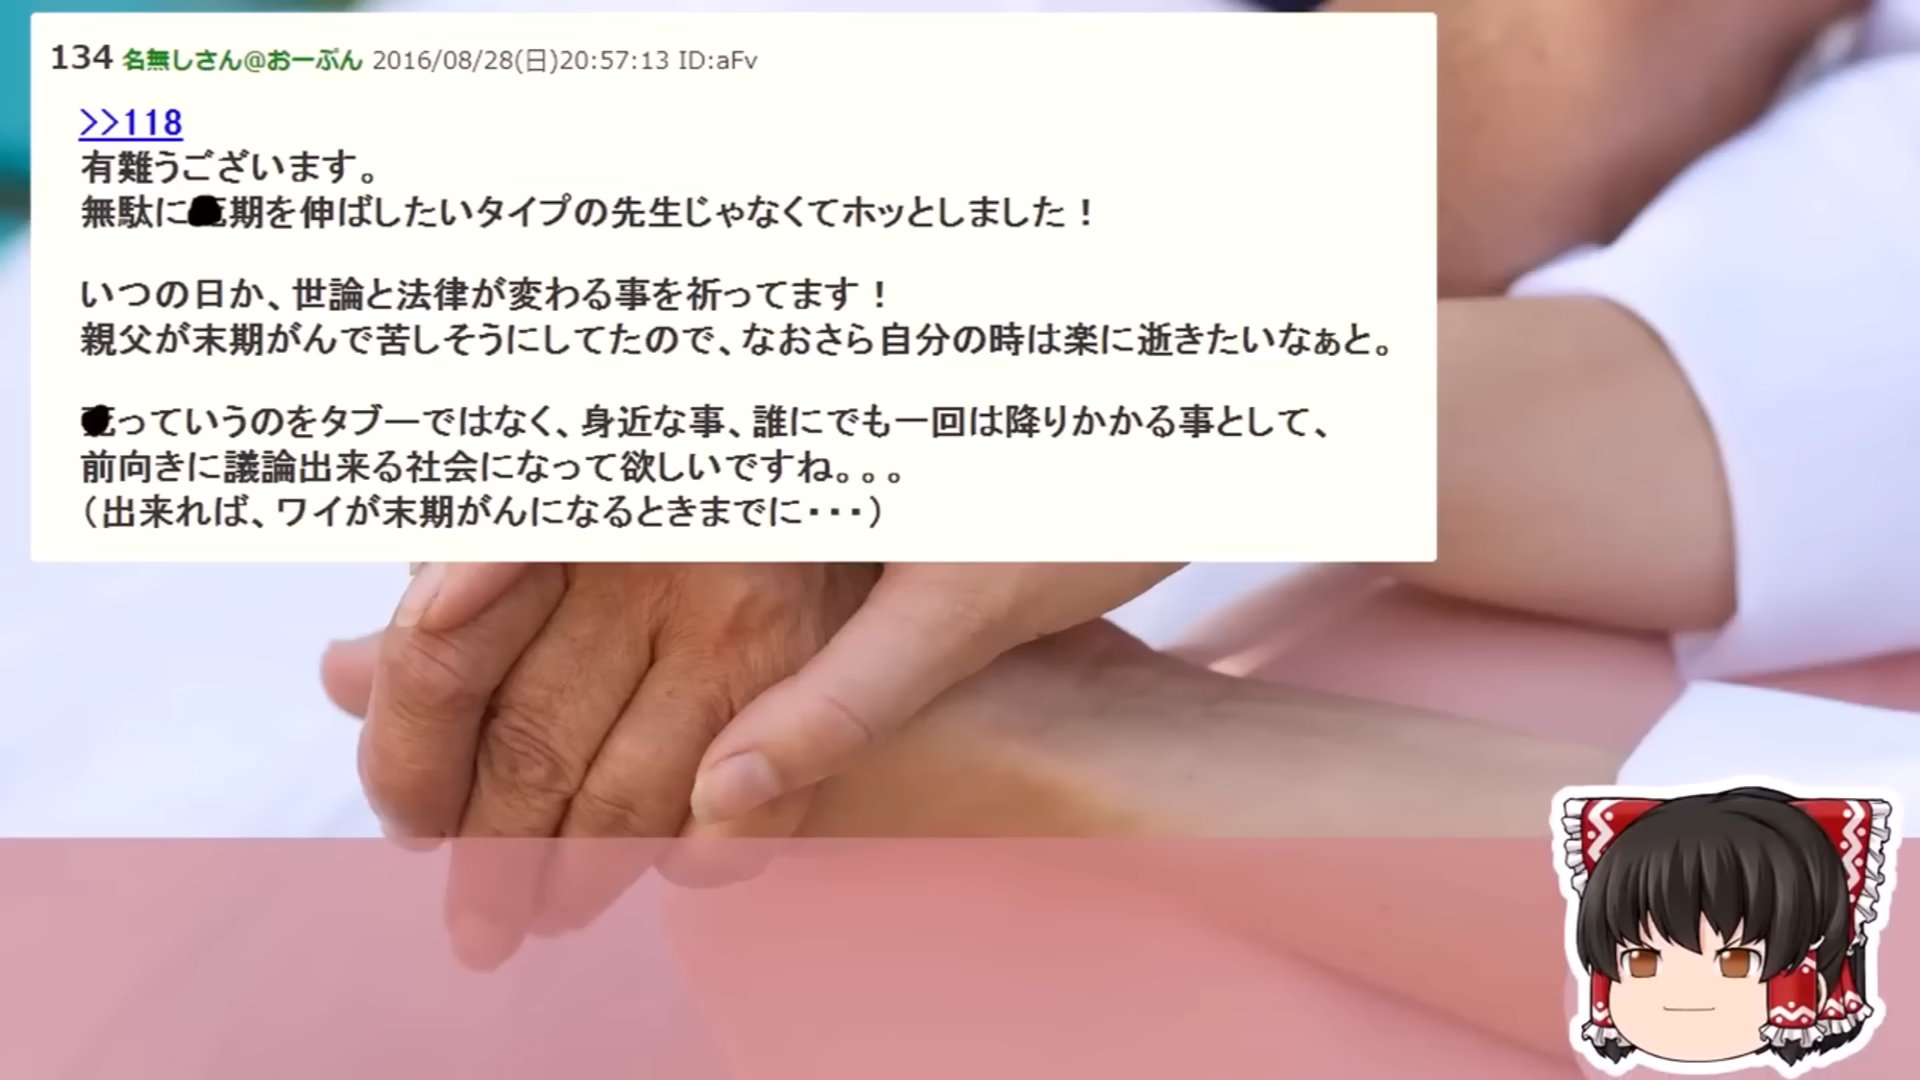 134 名無しさん@おーぷん 2016/08/28(日)20:57:13 ID:aFv
>>118
有難うございます。
無駄に期を伸ばしたいタイプの先生じゃなくてホッとしました！
いつの日か、世論と法律が変わる事を祈ってます！
親父が末期がんで苦しそうにしてたので、なおさら自分の時は楽に逝きたいなぁと。
っていうのをタブーではなく、身近な事、誰にでも一回は降りかかる事として、
前向きに議論出来る社会になって欲しいですね。。。
（出来れば、ワイが末期がんになるときまでに・・・）